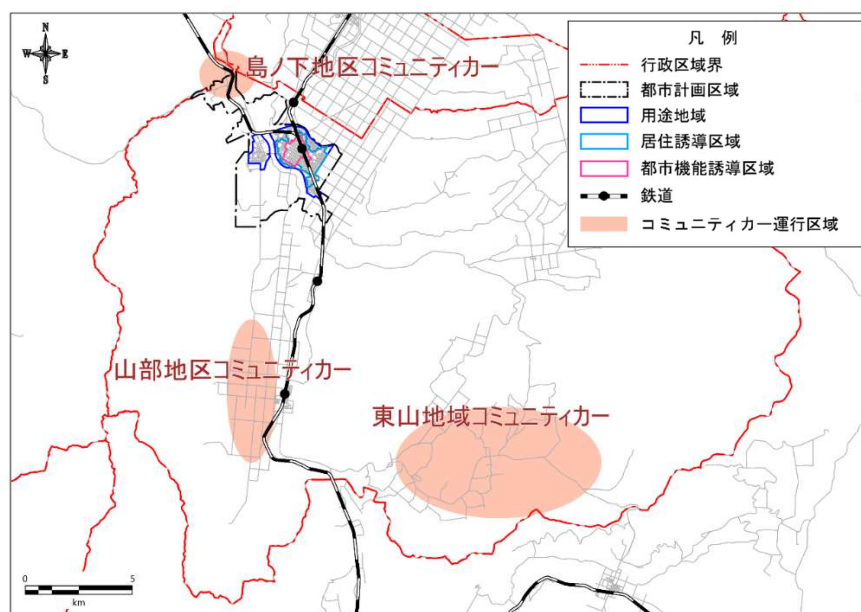 N
W E
S
島ノ下地区コミュニティカー
山部地区コミュニティカー
東山地域コミュニティカー
凡 例
行政区域界
都市計画区域
用途地域
居住誘導区域
都市機能誘導区域
鉄道
コミュニティカー運行区域
0 5
km